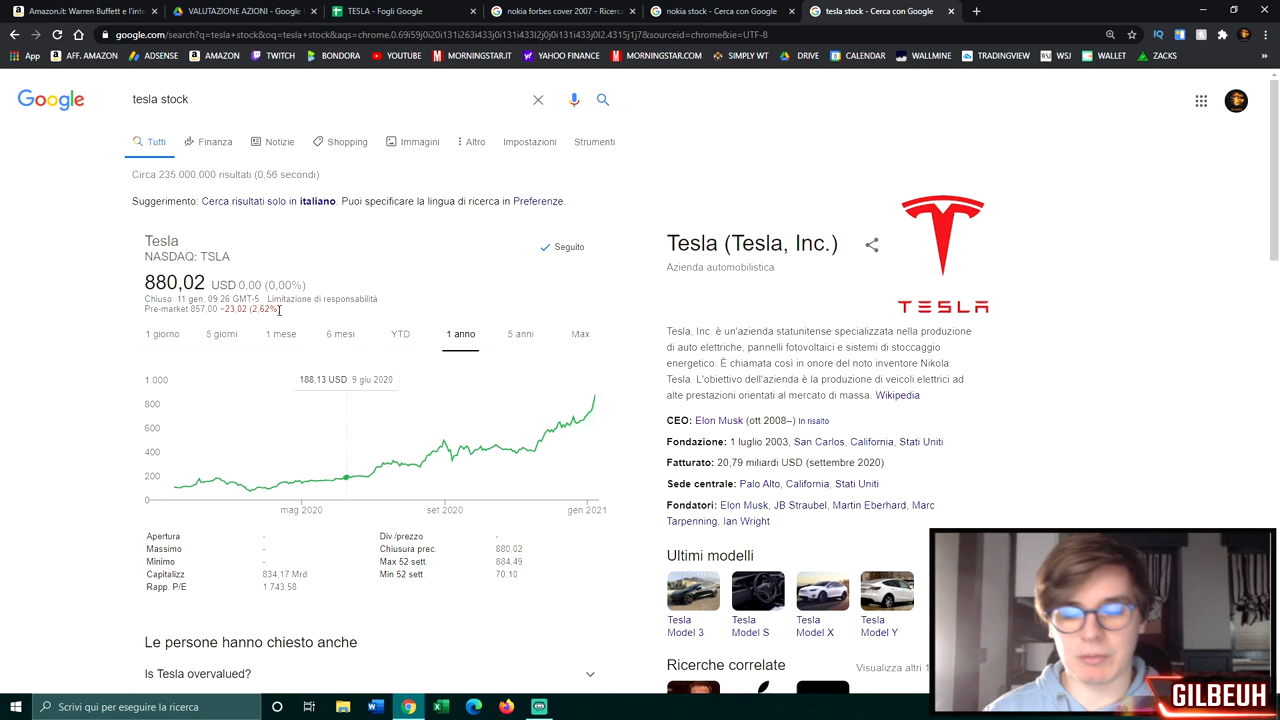 Amazon.it: Warren Buffett e l'inte
VALUTAZIONE AZIONI - Google
TESLA - Fogli Google
nokia forbes cover 2007 - Ricerc
nokia stock - Cerca con Google
tesla stock - Cerca con Google
google.com/search?q=tesla+stock&oq=tesla+stock&aqs=chrome.0.69i59j0i20i131i263i433j0i131i433j0i131i433l2j0j0i131i433j0l2.4315j1j7&sourceid=chrome&ie=UTF-8
App
AFF. AMAZON
ADSENSE
AMAZON
TWITCH
BONDORA
YOUTUBE
MORNINGSTAR.IT
YAHOO FINANCE
MORNINGSTAR.COM
SIMPLY WT
DRIVE
CALENDAR
WALLMINE
TRADINGVIEW
WSJ
WALLET
ZACKS
Google
tesla stock
Tutti
Finanza
Notizie
Shopping
Immagini
Altro
Impostazioni
Strumenti
Circa 235.000.000 risultati (0,56 secondi)
Suggerimento: Cerca risultati solo in italiano. Puoi specificare la lingua di ricerca in Preferenze.
Tesla
NASDAQ: TSLA
Seguito
880,02 USD 0,00 (0,00%)
Chiuso: 11 gen, 09:26 GMT-5 · Limitazione di responsabilità
Pre-market 857,00 −23,02 (2,62%)
1 giorno
5 giorni
1 mese
6 mesi
YTD
1 anno
5 anni
Max
188.13 USD 9 giu 2020
1.000
800
600
400
200
0
mag 2020
set 2020
gen 2021
Apertura -
Massimo -
Minimo -
Capitalizz. 834,17 Mrd
Rapp. P/E 1.743,58
Div./prezzo -
Chiusura prec. 880,02
Max 52 sett. 884,49
Min 52 sett. 70,10
Le persone hanno chiesto anche
Is Tesla overvalued?
Tesla (Tesla, Inc.)
Azienda automobilistica
TESLA
Tesla, Inc. è un'azienda statunitense specializzata nella produzione
di auto elettriche, pannelli fotovoltaici e sistemi di stoccaggio
energetico. È chiamata così in onore del noto inventore Nikola
Tesla. L'obiettivo dell'azienda è la produzione di veicoli elettrici ad
alte prestazioni orientati al mercato di massa. Wikipedia
CEO: Elon Musk (ott 2008–) In risalto
Fondazione: 1 luglio 2003, San Carlos, California, Stati Uniti
Fatturato: 20,79 miliardi USD (settembre 2020)
Sede centrale: Palo Alto, California, Stati Uniti
Fondatori: Elon Musk, JB Straubel, Martin Eberhard, Marc
Tarpenning, Ian Wright
Ultimi modelli
Tesla
Model 3
Tesla
Model S
Tesla
Model X
Tesla
Model Y
Ricerche correlate
Visualizza altri 1
Scrivi qui per eseguire la ricerca
GILBEUH